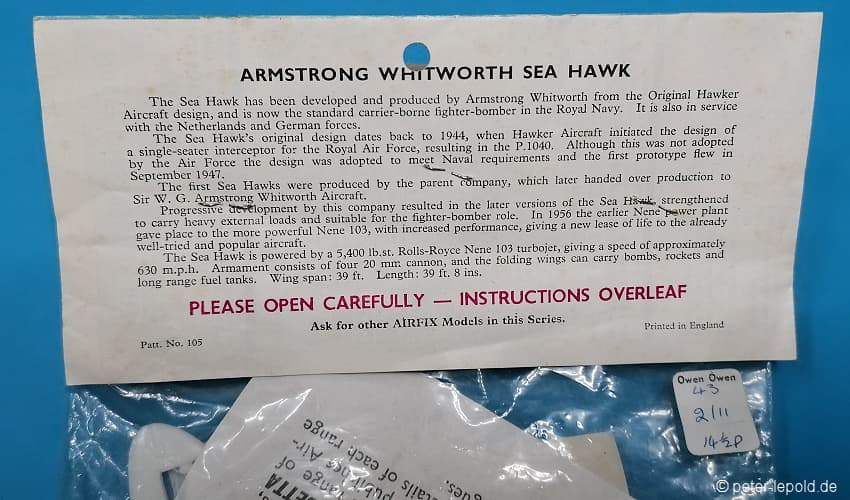 ARMSTRONG WHITWORTH SEA HAWK
The Sea Hawk has been developed and produced by Armstrong Whitworth from the Original Hawker
Aircraft design, and is now the standard carrier-borne fighter-bomber in the Royal Navy. It is also in service
with the Netherlands and German forces.
The Sea Hawk's original design dates back to 1944, when Hawker Aircraft initiated the design of
a single-seater interceptor for the Royal Air Force, resulting in the P.1040. Although this was not adopted
by the Air Force the design was adopted to meet Naval requirements and the first prototype flew in
September 1947.
The first Sea Hawks were produced by the parent company, which later handed over production to
Sir W. G. Armstrong Whitworth Aircraft.
Progressive development by this company resulted in the later versions of the Sea Hawk, strengthened
to carry heavy external loads and suitable for the fighter-bomber role. In 1956 the earlier Nene power plant
gave place to the more powerful Nene 103, with increased performance, giving a new lease of life to the already
well-tried and popular aircraft.
The Sea Hawk is powered by a 5,400 lb.st. Rolls-Royce Nene 103 turbojet, giving a speed of approximately
630 m.p.h. Armament consists of four 20 mm. cannon, and the folding wings can carry bombs, rockets and
long range fuel tanks. Wing span: 39 ft. Length: 39 ft. 8 ins.
PLEASE OPEN CAREFULLY — INSTRUCTIONS OVERLEAF
Ask for other AIRFIX Models in this Series.
Patt. No. 105
Printed in England
Owen Owen
43
2/11
14½p
ETTA
range of
publishes Air-
details of each range
© peter-lepold.de